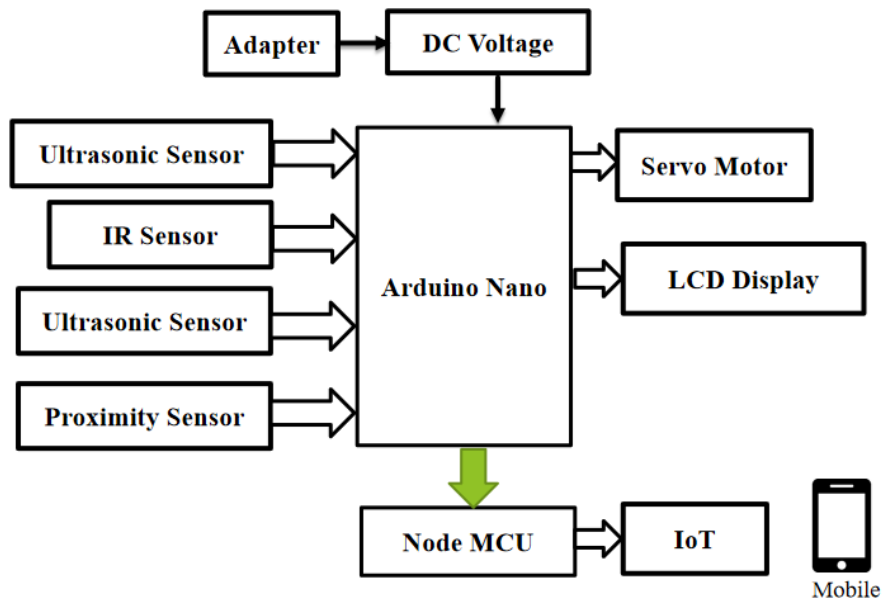 Adapter
DC Voltage
Ultrasonic Sensor
Servo Motor
IR Sensor
Arduino Nano
LCD Display
Ultrasonic Sensor
Proximity Sensor
Node MCU
IoT
Mobile